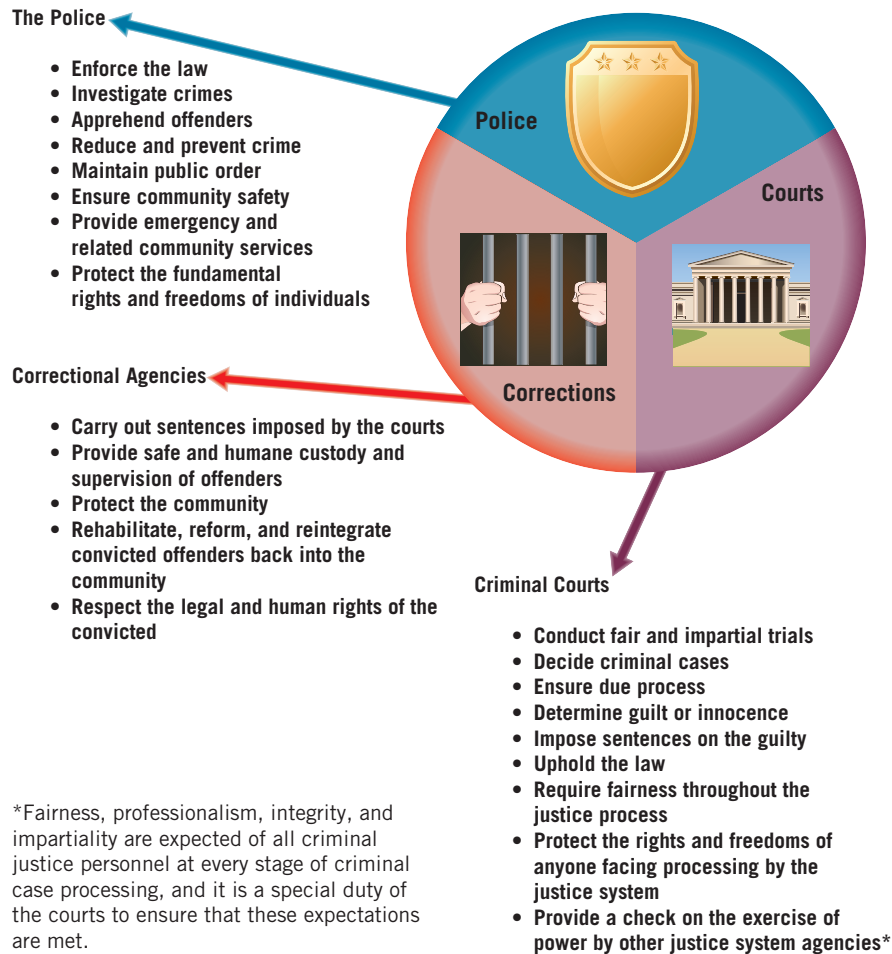 The Police
• Enforce the law
• Investigate crimes
• Apprehend offenders
• Reduce and prevent crime
• Maintain public order
• Ensure community safety
• Provide emergency and
related community services
• Protect the fundamental
rights and freedoms of individuals
Police
Courts
Corrections
Correctional Agencies
• Carry out sentences imposed by the courts
• Provide safe and humane custody and
supervision of offenders
• Protect the community
• Rehabilitate, reform, and reintegrate
convicted offenders back into the
community
• Respect the legal and human rights of the
convicted
Criminal Courts
• Conduct fair and impartial trials
• Decide criminal cases
• Ensure due process
• Determine guilt or innocence
• Impose sentences on the guilty
• Uphold the law
• Require fairness throughout the
justice process
• Protect the rights and freedoms of
anyone facing processing by the
justice system
• Provide a check on the exercise of
power by other justice system agencies*
*Fairness, professionalism, integrity, and
impartiality are expected of all criminal
justice personnel at every stage of criminal
case processing, and it is a special duty of
the courts to ensure that these expectations
are met.